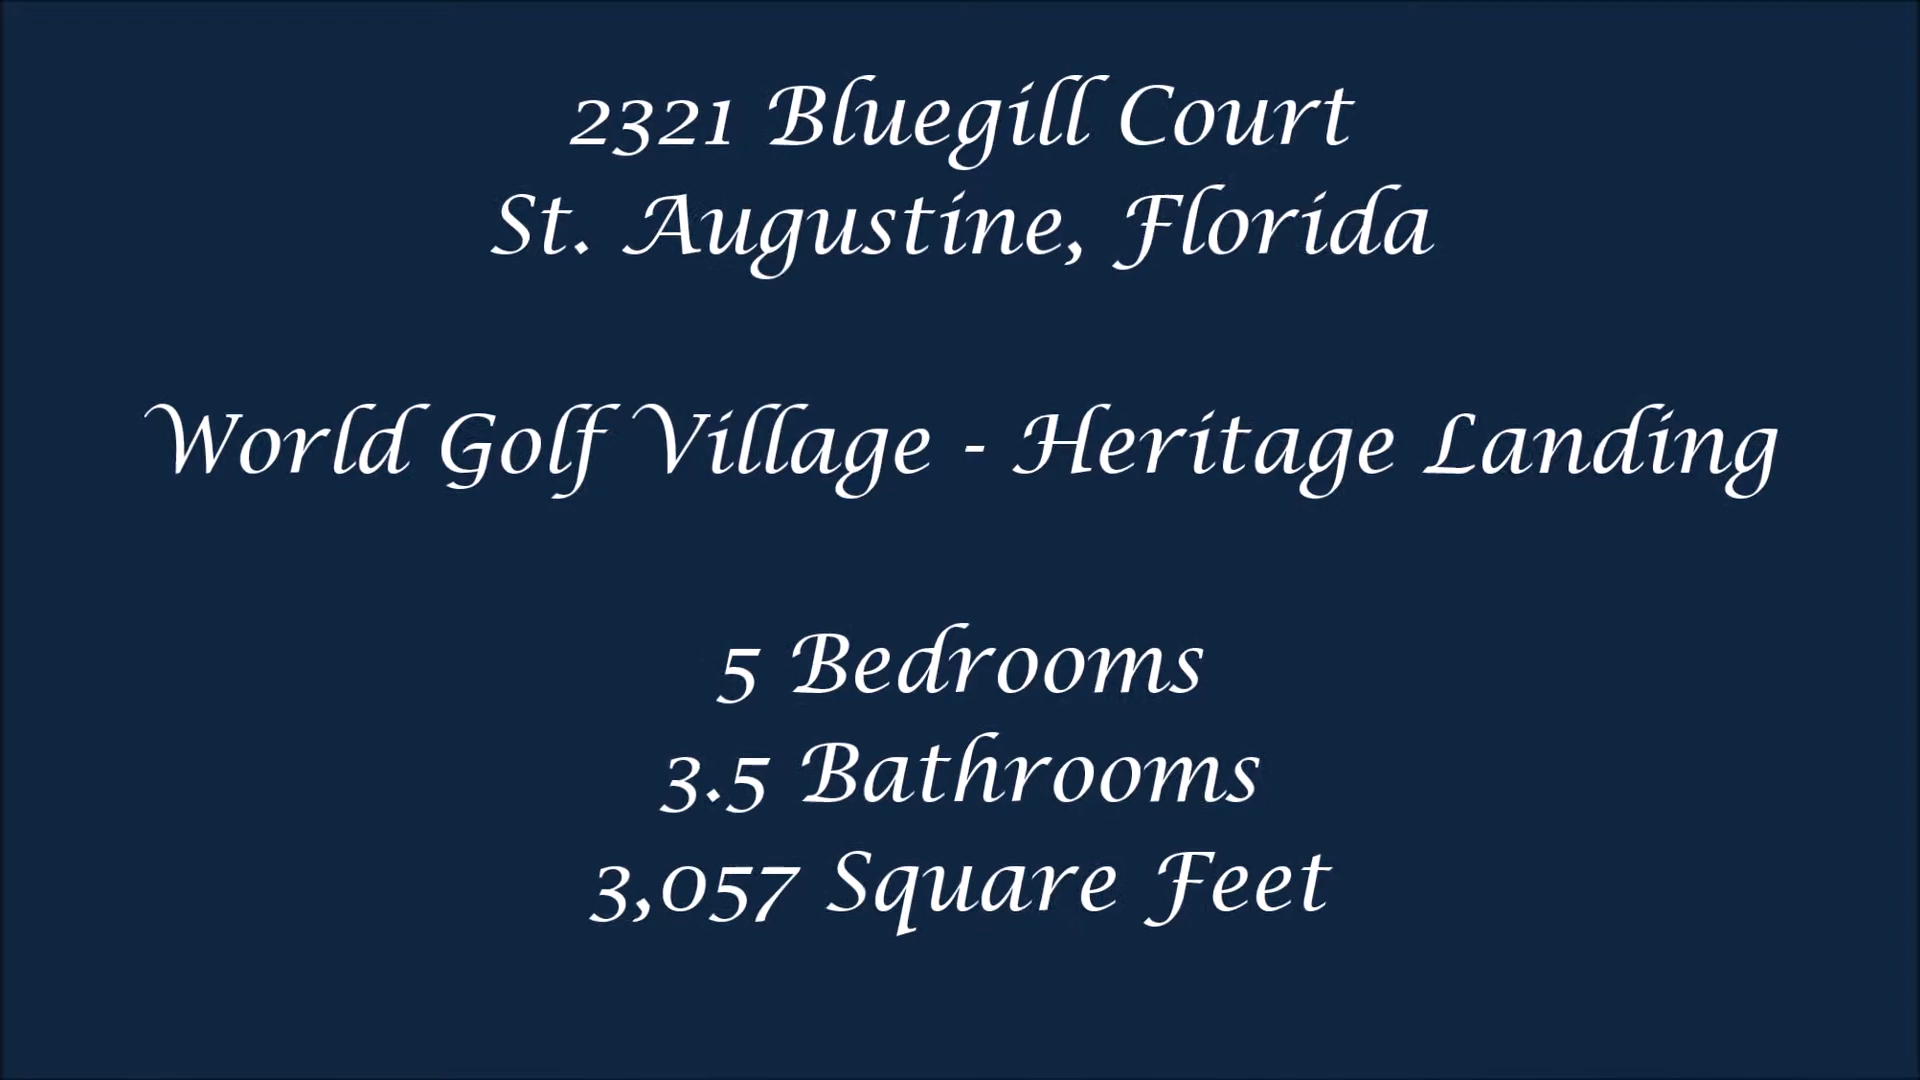 2321 Bluegill Court
St. Augustine, Florida
World Golf Village - Heritage Landing
5 Bedrooms
3.5 Bathrooms
3,057 Square Feet